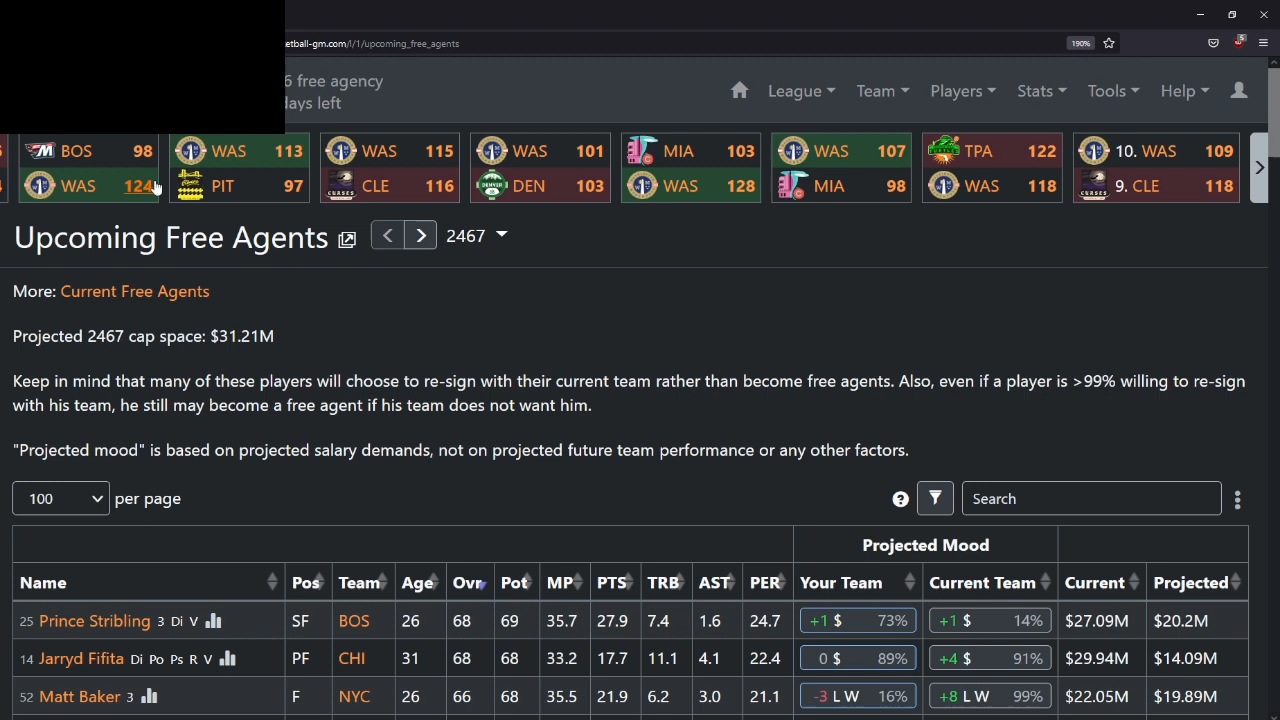 etball-gm.com/l/1/upcoming_free_agents 190% 5
6 free agency
days left
League Team Players Stats Tools Help
BOS 98 WAS 113 WAS 115 WAS 101 MIA 103 WAS 107 TPA 122 10. WAS 109
WAS 124 PIT 97 CLE 116 DEN 103 WAS 128 MIA 98 WAS 118 9. CLE 118
Upcoming Free Agents 2467
More: Current Free Agents
Projected 2467 cap space: $31.21M
Keep in mind that many of these players will choose to re-sign with their current team rather than become free agents. Also, even if a player is >99% willing to re-sign
with his team, he still may become a free agent if his team does not want him.
"Projected mood" is based on projected salary demands, not on projected future team performance or any other factors.
100 per page ? Search
Projected Mood
Name Pos Team Age Ovr Pot MP PTS TRB AST PER Your Team Current Team Current Projected
25 Prince Stribling 3 Di V SF BOS 26 68 69 35.7 27.9 7.4 1.6 24.7 +1 $ 73% +1 $ 14% $27.09M $20.2M
14 Jarryd Fifita Di Po Ps R V PF CHI 31 68 68 33.2 17.7 11.1 4.1 22.4 0 $ 89% +4 $ 91% $29.94M $14.09M
52 Matt Baker 3 F NYC 26 66 68 35.5 21.9 6.2 3.0 21.1 -3 L W 16% +8 L W 99% $22.05M $19.89M